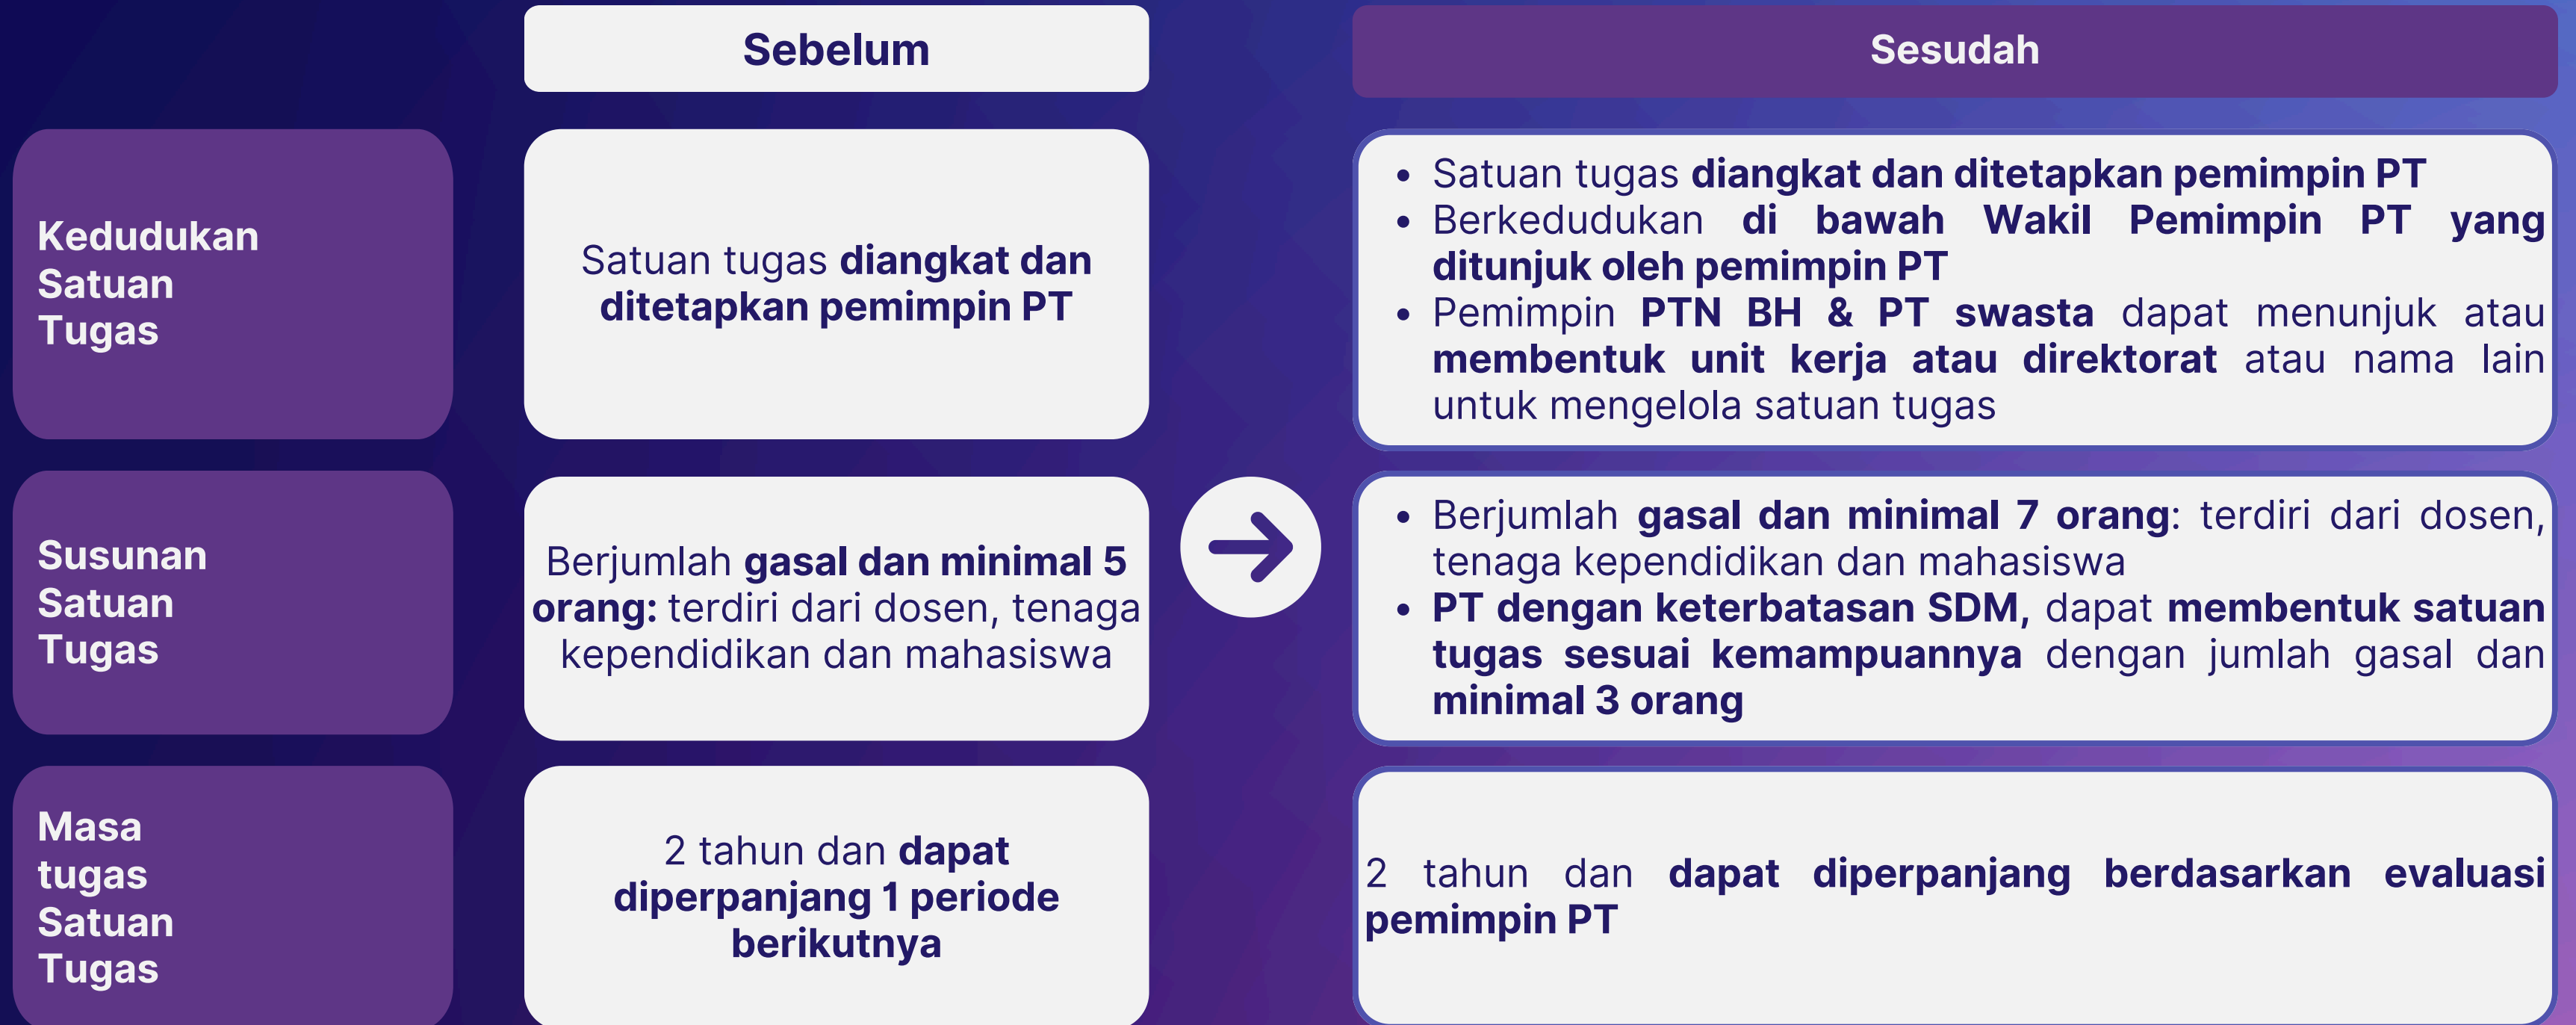 Sebelum
Sesudah
Kedudukan
Satuan
Tugas
Satuan tugas diangkat dan
ditetapkan pemimpin PT
• Satuan tugas diangkat dan ditetapkan pemimpin PT
• Berkedudukan di bawah Wakil Pemimpin PT yang
ditunjuk oleh pemimpin PT
• Pemimpin PTN BH & PT swasta dapat menunjuk atau
membentuk unit kerja atau direktorat atau nama lain
untuk mengelola satuan tugas
Susunan
Satuan
Tugas
Berjumlah gasal dan minimal 5
orang: terdiri dari dosen, tenaga
kependidikan dan mahasiswa
• Berjumlah gasal dan minimal 7 orang: terdiri dari dosen,
tenaga kependidikan dan mahasiswa
• PT dengan keterbatasan SDM, dapat membentuk satuan
tugas sesuai kemampuannya dengan jumlah gasal dan
minimal 3 orang
Masa
tugas
Satuan
Tugas
2 tahun dan dapat
diperpanjang 1 periode
berikutnya
2 tahun dan dapat diperpanjang berdasarkan evaluasi
pemimpin PT